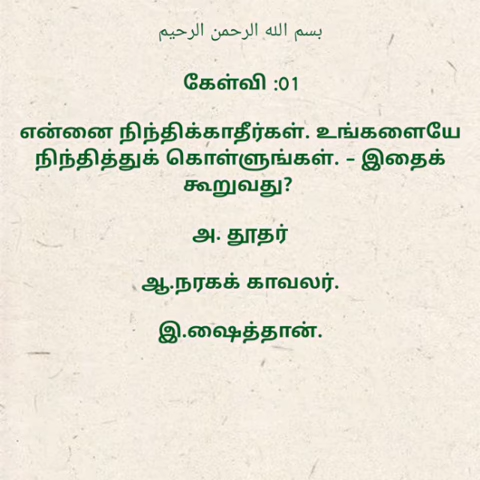 بسم الله الرحمن الرحيم
கேள்வி :01
என்னை நிந்திக்காதீர்கள். உங்களையே
நிந்தித்துக் கொள்ளுங்கள். – இதைக்
கூறுவது?
அ. தூதர்
ஆ.நரகக் காவலர்.
இ.ஷைத்தான்.